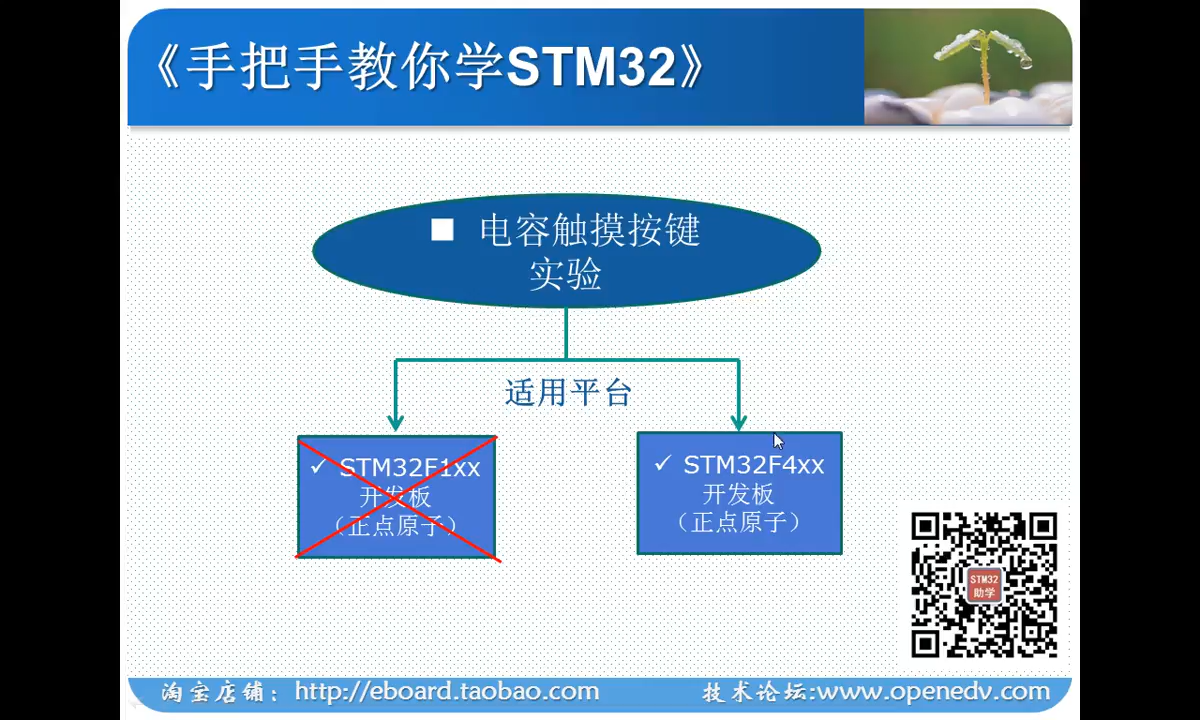 《手把手教你学STM32》
■ 电容触摸按键
实验
适用平台
✓ STM32F1xx
开发板
（正点原子）
✓ STM32F4xx
开发板
（正点原子）
STM32
助学
淘宝店铺：http://eboard.taobao.com
技术论坛:www.openedv.com